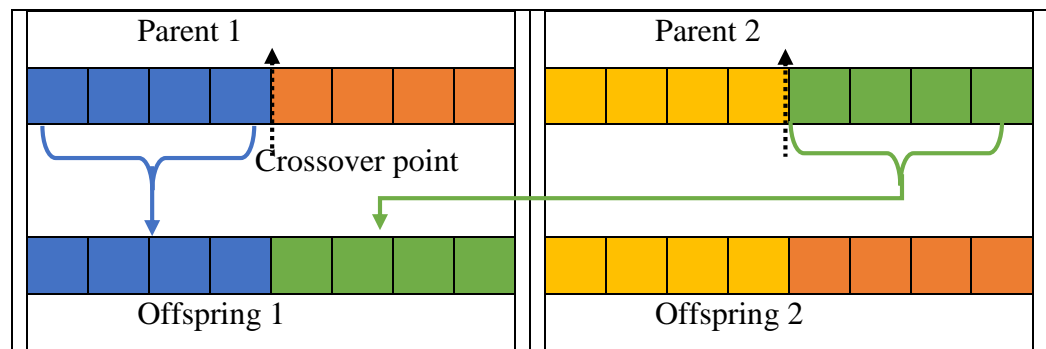 Parent 1
Parent 2
Crossover point
Offspring 1
Offspring 2